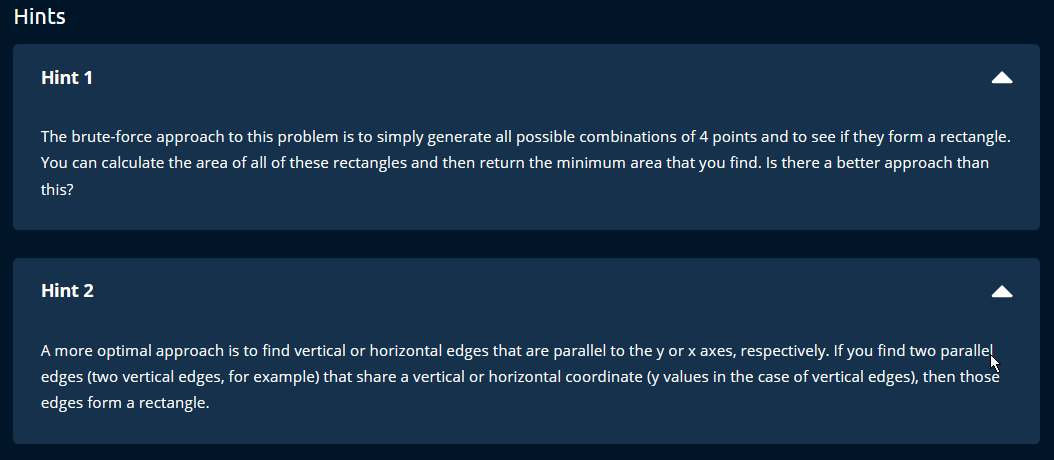 Hints
Hint 1
The brute-force approach to this problem is to simply generate all possible combinations of 4 points and to see if they form a rectangle.
You can calculate the area of all of these rectangles and then return the minimum area that you find. Is there a better approach than
this?
Hint 2
A more optimal approach is to find vertical or horizontal edges that are parallel to the y or x axes, respectively. If you find two parallel
edges (two vertical edges, for example) that share a vertical or horizontal coordinate (y values in the case of vertical edges), then those
edges form a rectangle.